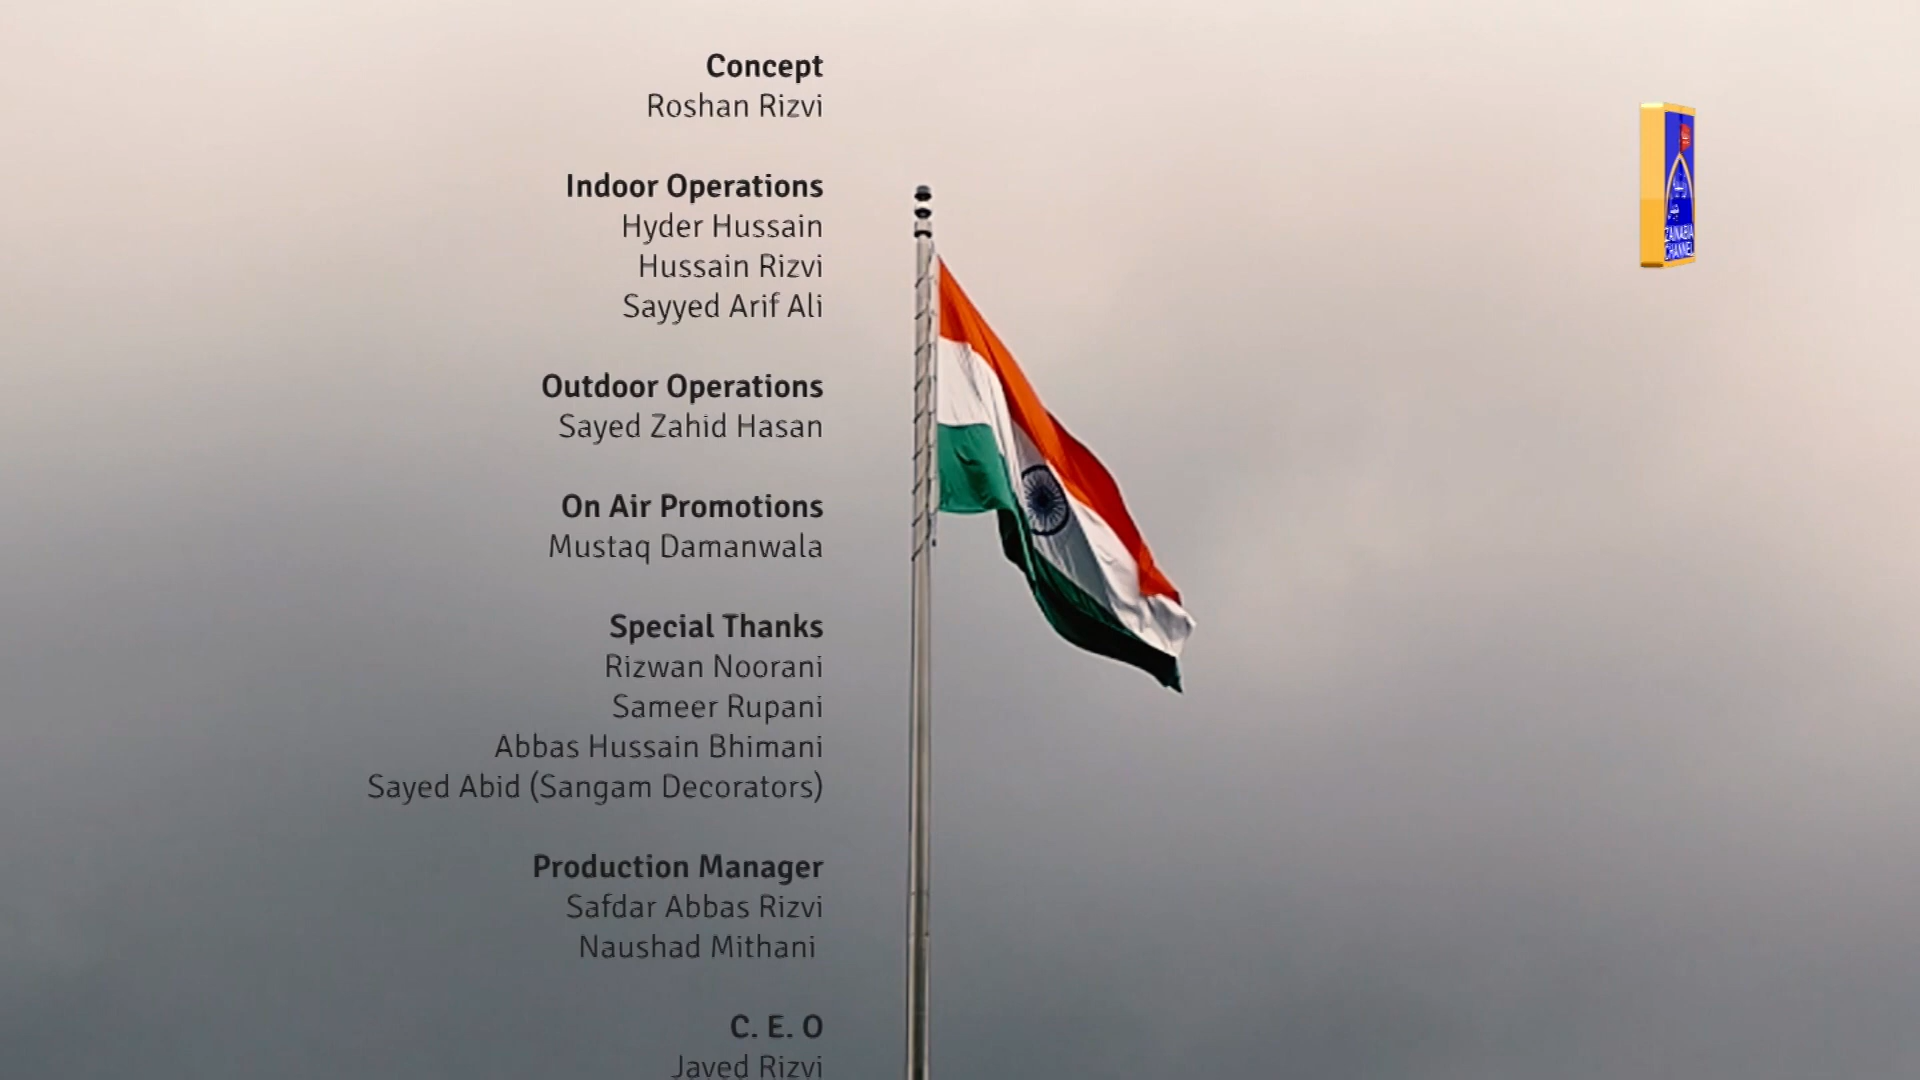 Concept
Roshan Rizvi
Indoor Operations
Hyder Hussain
Hussain Rizvi
Sayyed Arif Ali
Outdoor Operations
Sayed Zahid Hasan
On Air Promotions
Mustaq Damanwala
Special Thanks
Rizwan Noorani
Sameer Rupani
Abbas Hussain Bhimani
Sayed Abid (Sangam Decorators)
Production Manager
Safdar Abbas Rizvi
Naushad Mithani
C. E. O
Javed Rizvi
ZAINABIA
CHANNEL